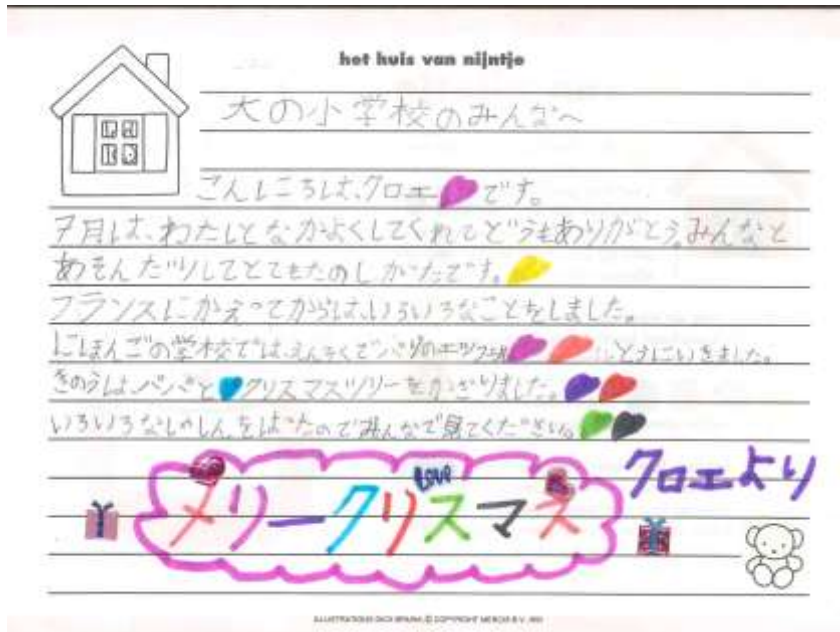 het huis van nijntje
大の小学校のみんなへ
こんにちは、クロエです。
7月は、わたしとなかよくしてくれてどうもありがとう。みんなと
あそんだりしてとてもたのしかったです。
フランスにかえってからは、いろいろなことをしました。
にほんごの学校では、えんそくでパリのエッフェル にいきました。
きのうは、パパとクリスマスツリーをかざりました。
いろいろなしゃしんをはったのでみんなで見てください。
クロエより
Love
メリークリスマス
ILLUSTRATIONS DICK BRUNA © COPYRIGHT MERCIS B.V.